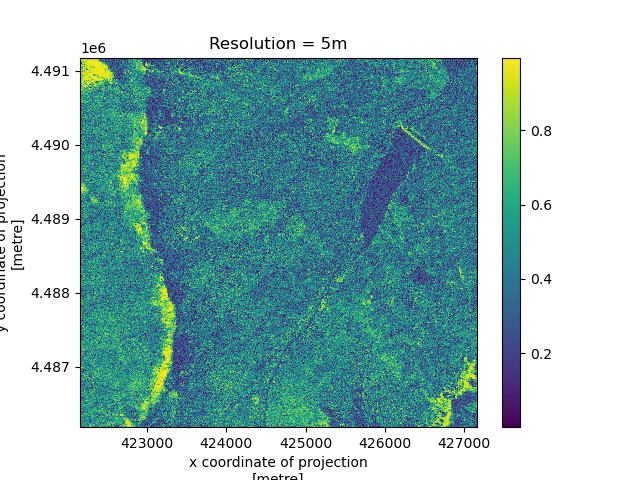 Resolution = 5m
1e6
4.491
4.490
4.489
4.488
4.487
y coordinate of projection
[metre]
423000 424000 425000 426000 427000
x coordinate of projection
[metre]
0.8
0.6
0.4
0.2